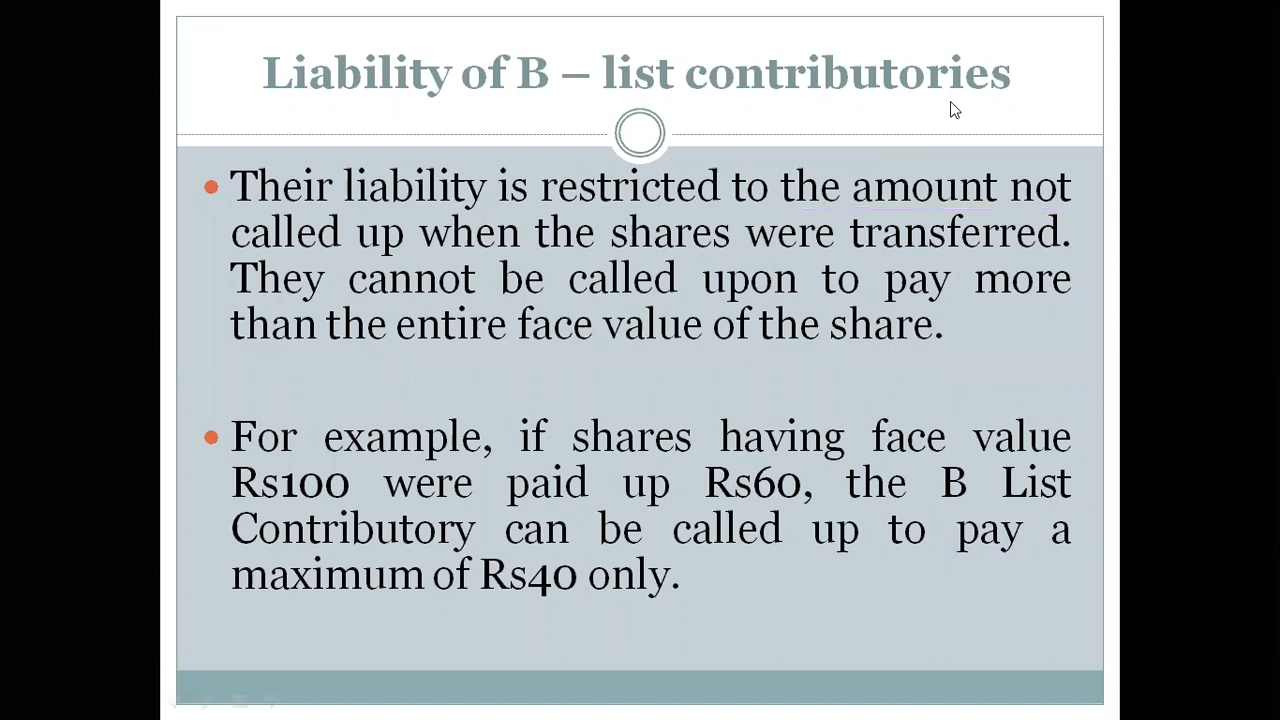 Liability of B – list contributories
• Their liability is restricted to the amount not
called up when the shares were transferred.
They cannot be called upon to pay more
than the entire face value of the share.
• For example, if shares having face value
Rs100 were paid up Rs60, the B List
Contributory can be called up to pay a
maximum of Rs40 only.